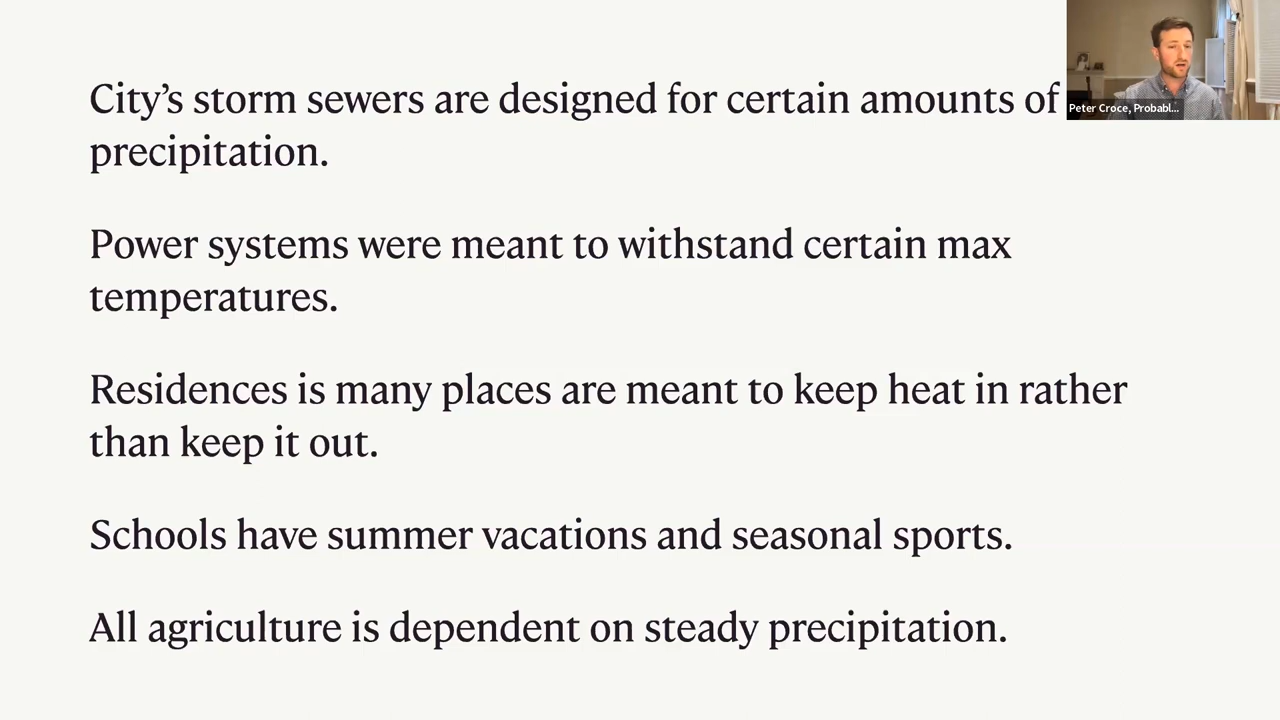 City’s storm sewers are designed for certain amounts of
precipitation.
Power systems were meant to withstand certain max
temperatures.
Residences is many places are meant to keep heat in rather
than keep it out.
Schools have summer vacations and seasonal sports.
All agriculture is dependent on steady precipitation.
Peter Croce, Probabl...